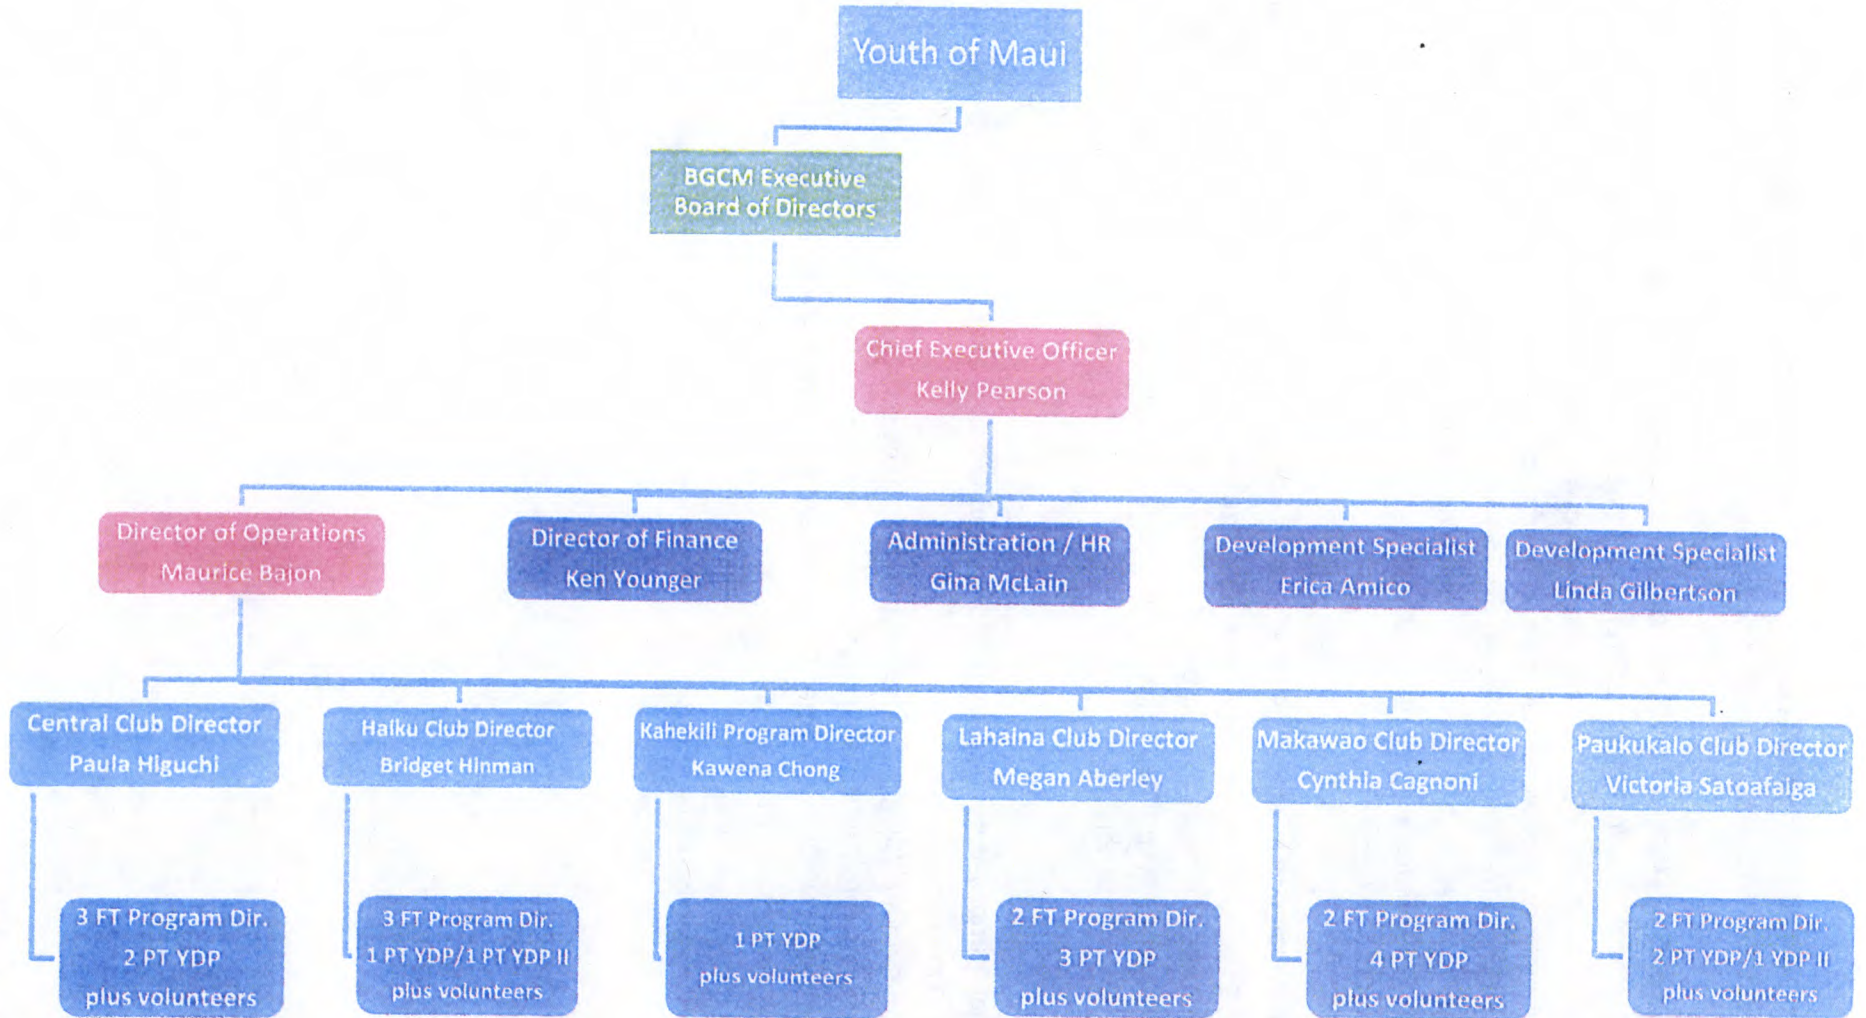 Youth of Maui
BGCM Executive
Board of Directors
Chief Executive Officer
Kelly Pearson
Director of Operations
Maurice Bajon
Director of Finance
Ken Younger
Administration / HR
Gina McLain
Development Specialist
Erica Amico
Development Specialist
Linda Gilbertson
Central Club Director
Paula Higuchi
Haiku Club Director
Bridget Hinman
Kahekili Program Director
Kawena Chong
Lahaina Club Director
Megan Aberley
Makawao Club Director
Cynthia Cagnoni
Paukukalo Club Director
Victoria Satoafaiga
3 FT Program Dir.
2 PT YDP
plus volunteers
3 FT Program Dir.
1 PT YDP/1 PT YDP II
plus volunteers
1 PT YDP
plus volunteers
2 FT Program Dir.
3 PT YDP
plus volunteers
2 FT Program Dir.
4 PT YDP
plus volunteers
2 FT Program Dir.
2 PT YDP/1 YDP II
plus volunteers